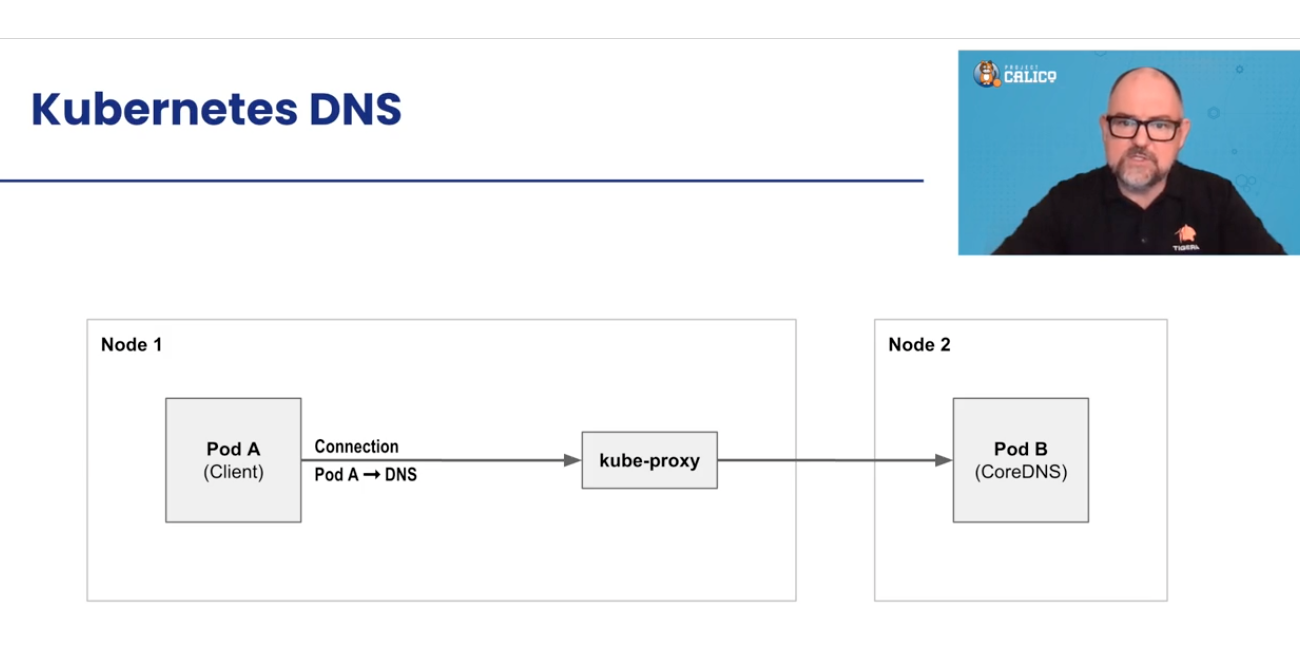 Kubernetes DNS
PROJECT
CALICO
TIGERA
Node 1
Node 2
Pod A
(Client)
Connection
Pod A → DNS
kube-proxy
Pod B
(CoreDNS)